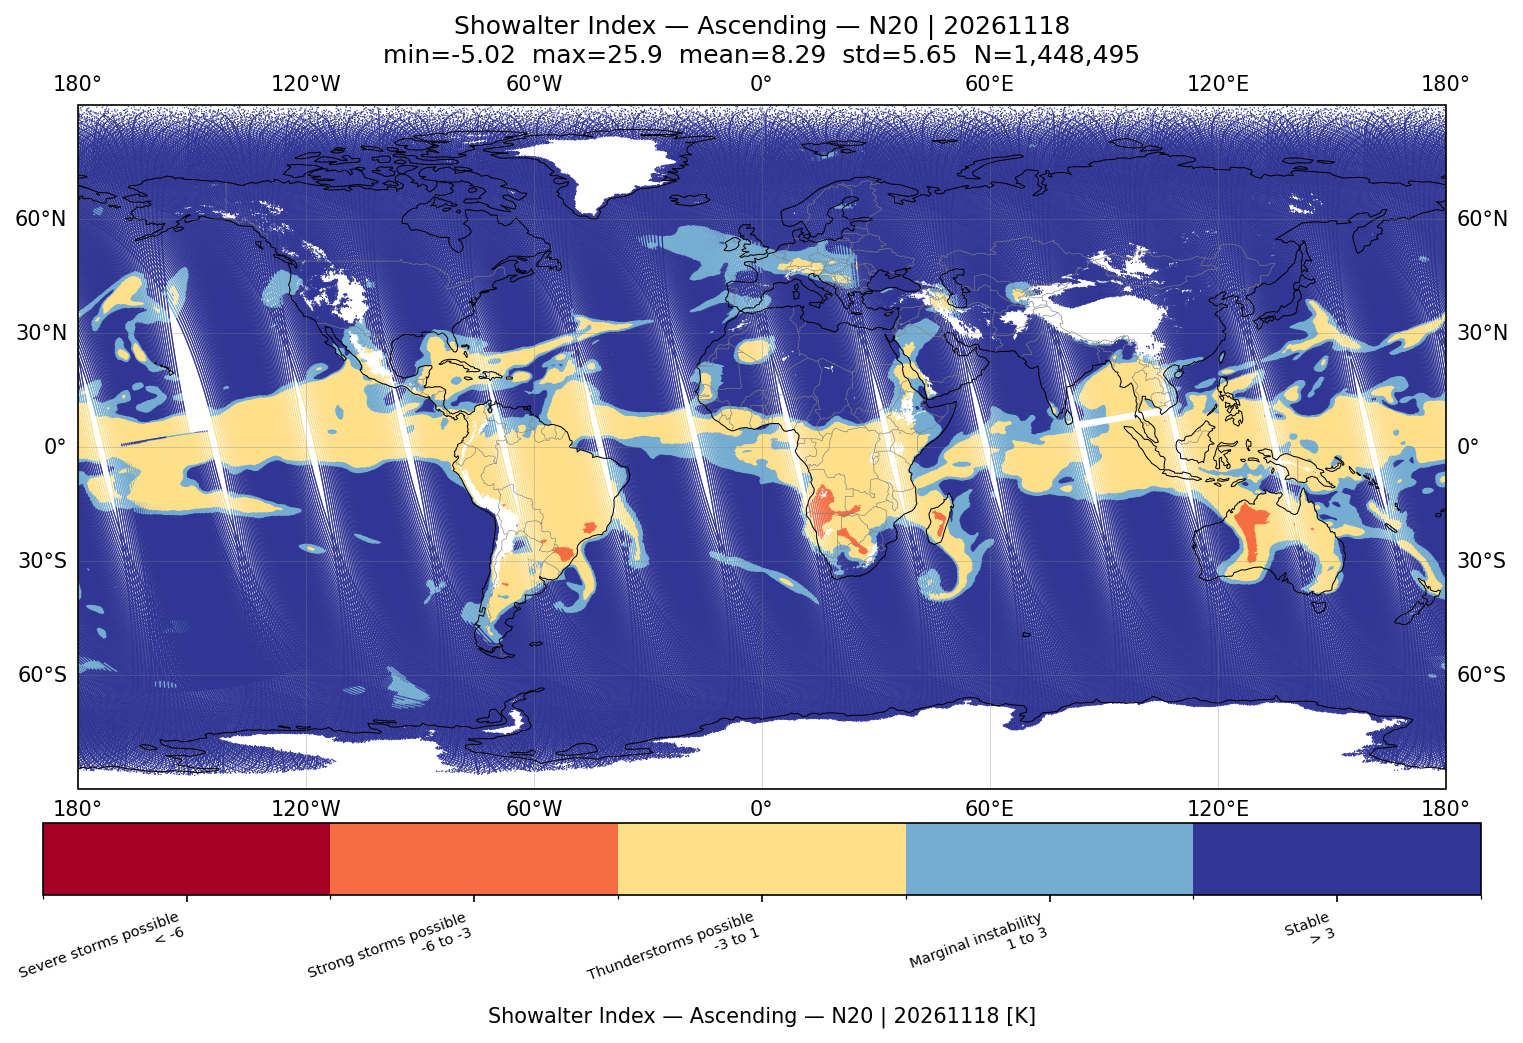 Showalter Index — Ascending — N20 | 20261118
min=-5.02 max=25.9 mean=8.29 std=5.65 N=1,448,495
180° 120°W 60°W 0° 60°E 120°E 180°
60°N 60°N
30°N 30°N
0° 0°
30°S 30°S
60°S 60°S
180° 120°W 60°W 0° 60°E 120°E 180°
Severe storms possible
< -6
Strong storms possible
-6 to -3
Thunderstorms possible
-3 to 1
Marginal instability
1 to 3
Stable
> 3
Showalter Index — Ascending — N20 | 20261118 [K]